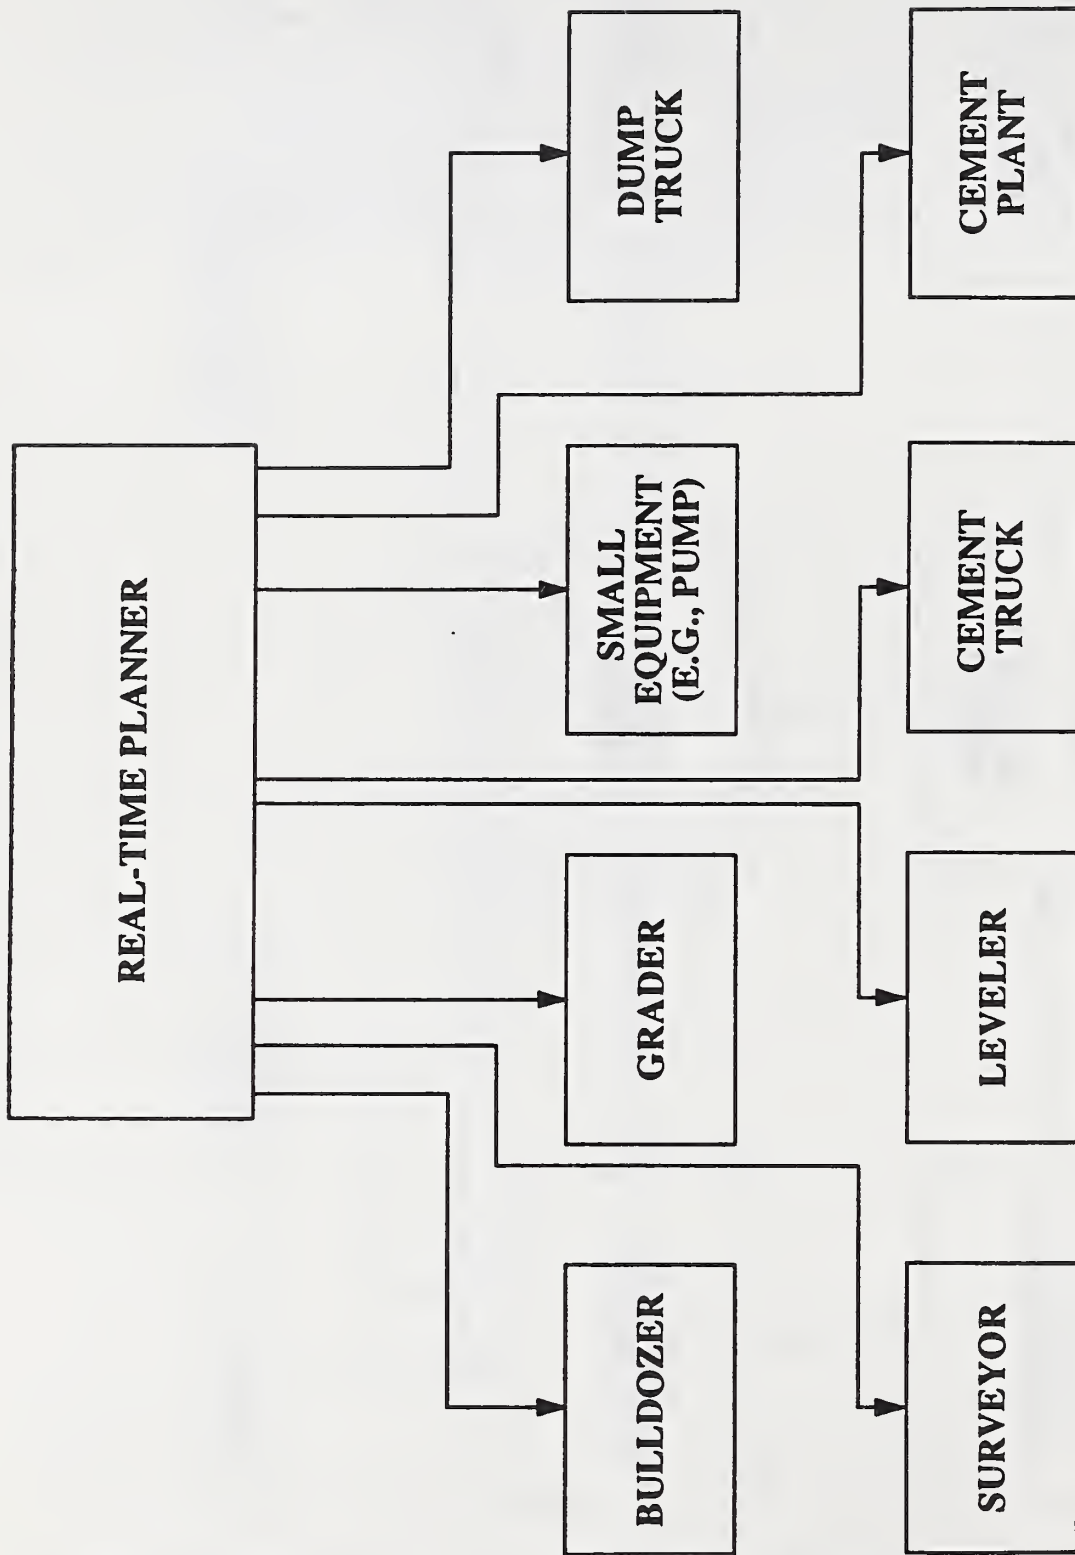 REAL-TIME PLANNER
BULLDOZER
GRADER
SMALL
EQUIPMENT
(E.G., PUMP)
DUMP
TRUCK
SURVEYOR
LEVELER
CEMENT
TRUCK
CEMENT
PLANT